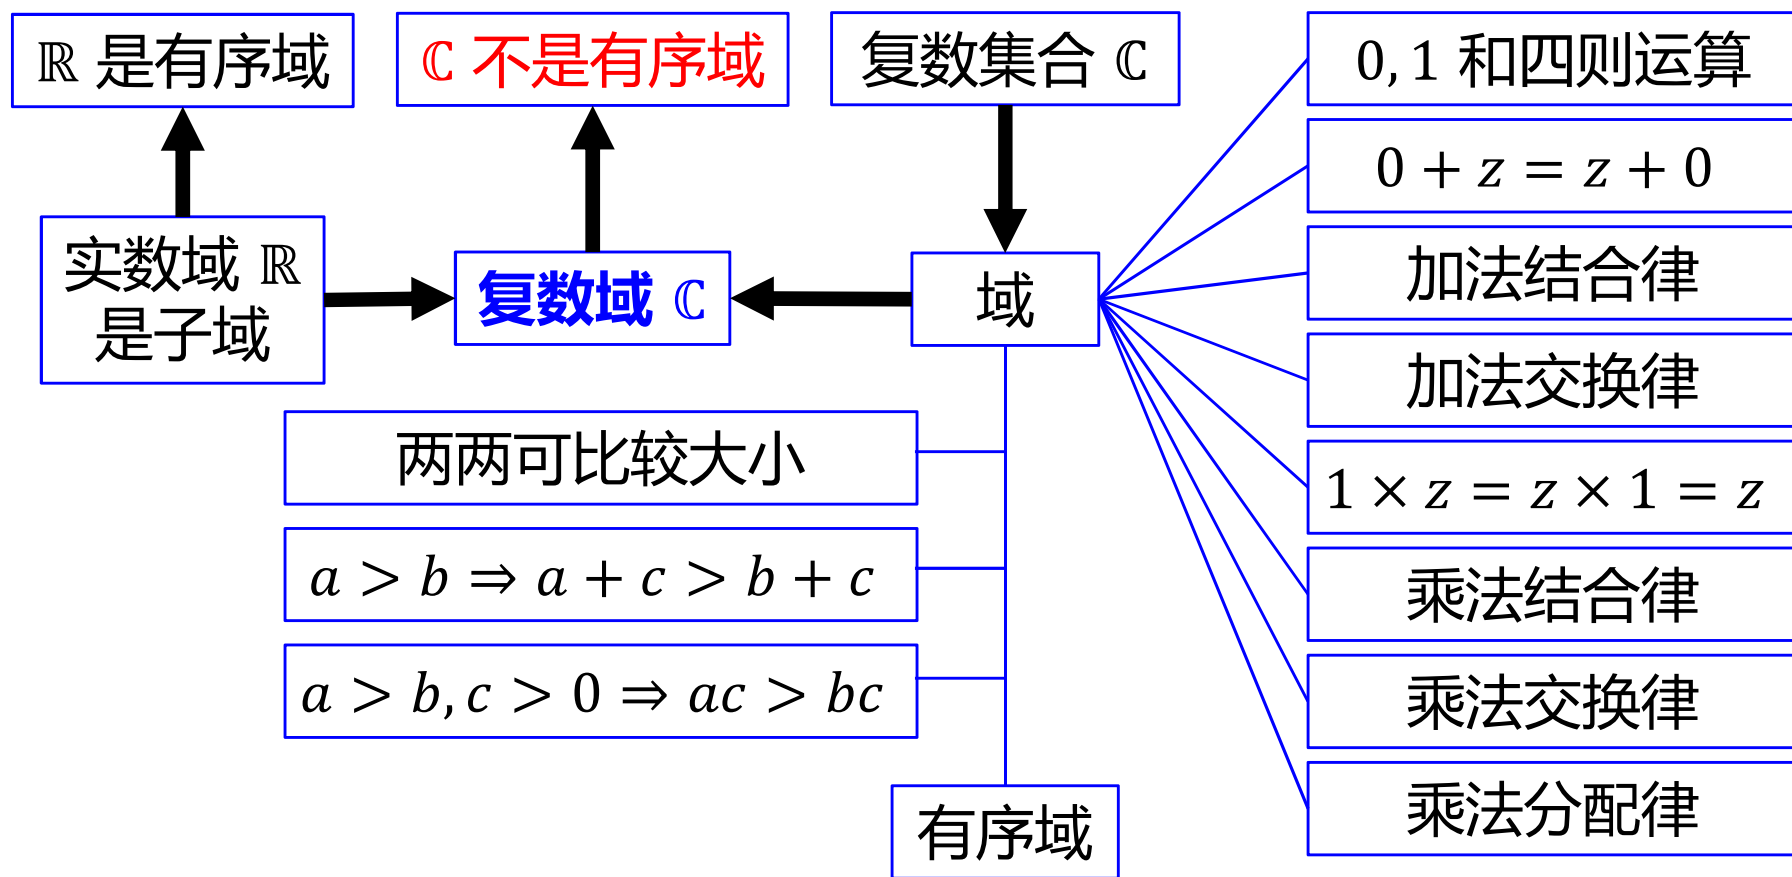 ℝ 是有序域
ℂ 不是有序域
复数集合 ℂ
0, 1 和四则运算
0 + z = z + 0
加法结合律
加法交换律
1 × z = z × 1 = z
乘法结合律
乘法交换律
乘法分配律
实数域 ℝ
是子域
复数域 ℂ
域
两两可比较大小
a > b ⇒ a + c > b + c
a > b, c > 0 ⇒ ac > bc
有序域